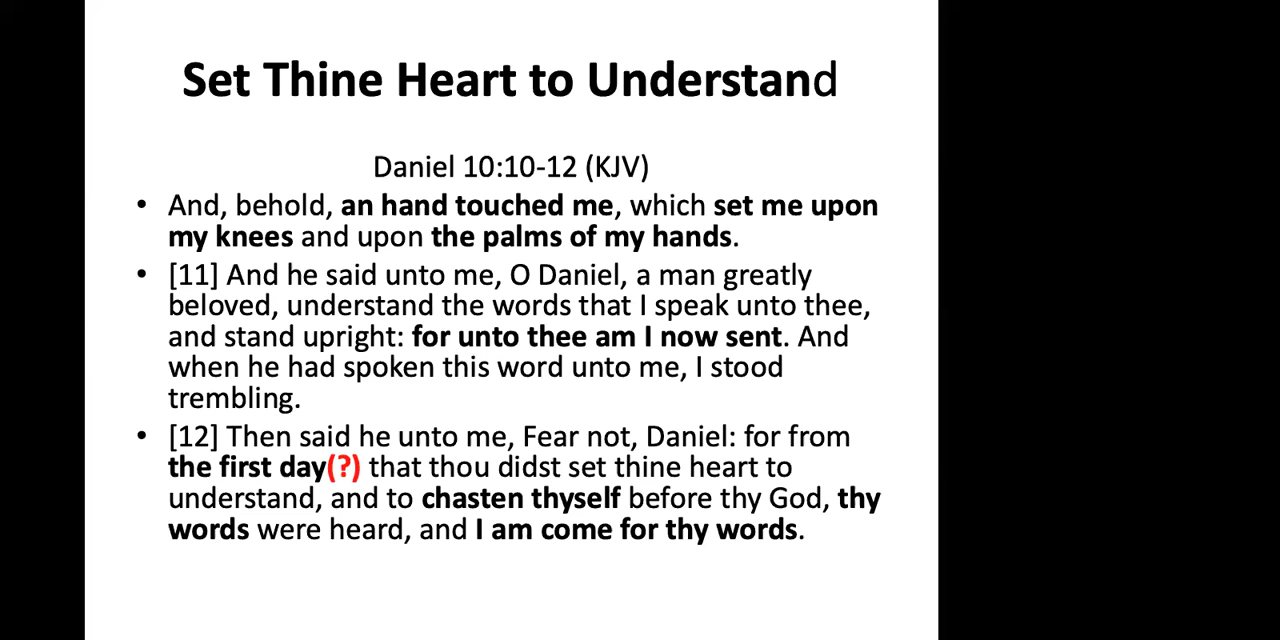 Set Thine Heart to Understand
Daniel 10:10-12 (KJV)
• And, behold, an hand touched me, which set me upon
my knees and upon the palms of my hands.
• [11] And he said unto me, O Daniel, a man greatly
beloved, understand the words that I speak unto thee,
and stand upright: for unto thee am I now sent. And
when he had spoken this word unto me, I stood
trembling.
• [12] Then said he unto me, Fear not, Daniel: for from
the first day(?) that thou didst set thine heart to
understand, and to chasten thyself before thy God, thy
words were heard, and I am come for thy words.